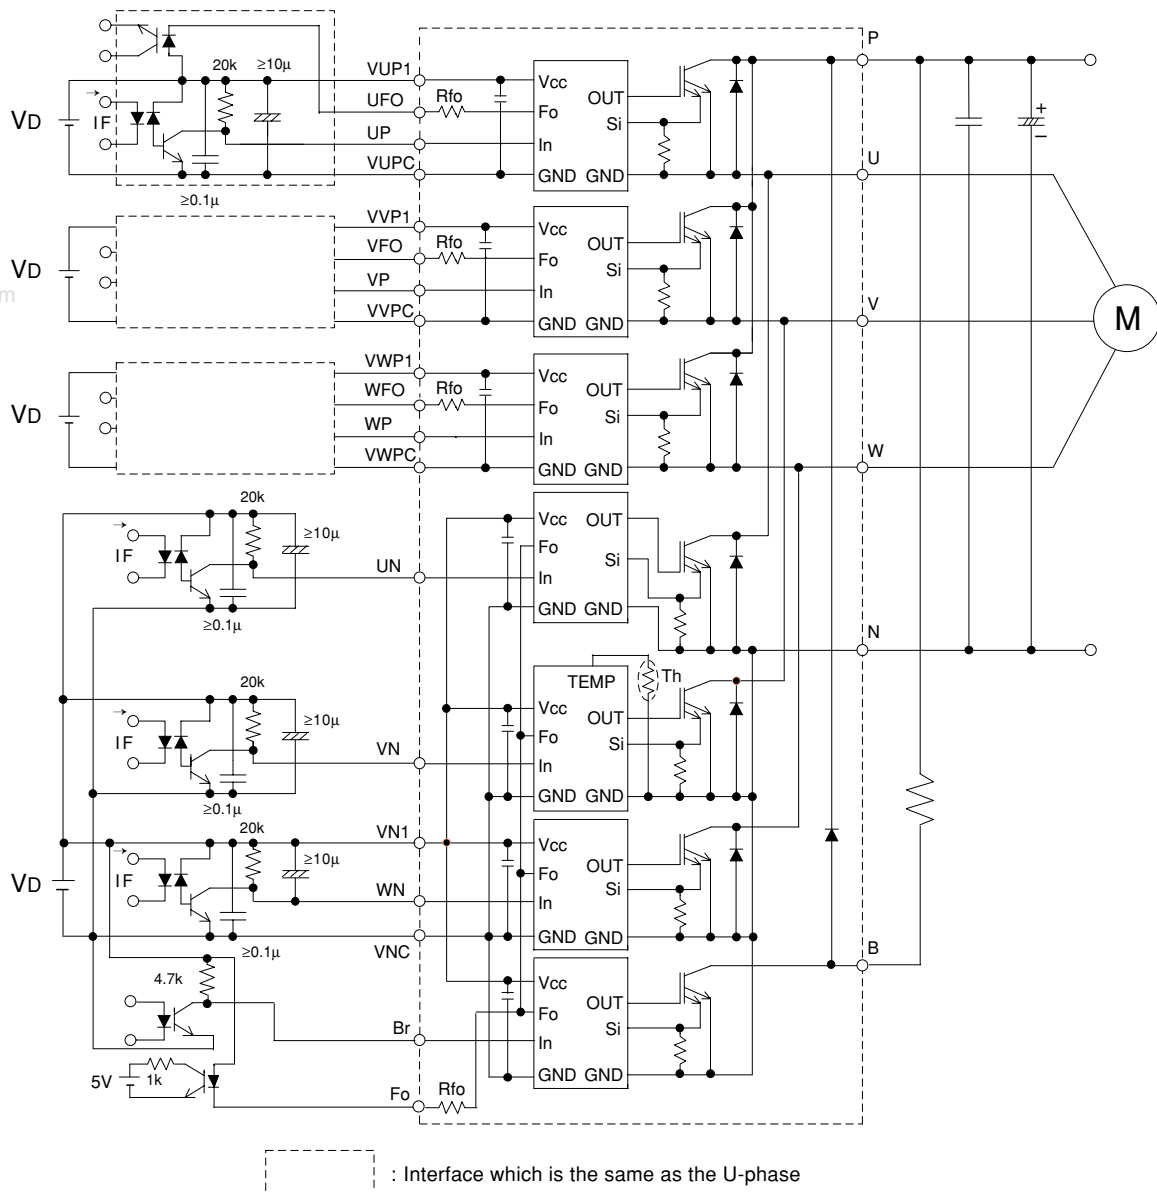 20k
≥10µ
VD
IF
≥0.1µ
VUP1
UFO
UP
VUPC
Rfo
Vcc
Fo
In
GND
GND
OUT
Si
P
U
+
–
VD
m
VVP1
VFO
VP
VVPC
Rfo
Vcc
Fo
In
GND
GND
OUT
Si
V
M
VD
VWP1
WFO
WP
VWPC
Rfo
Vcc
Fo
In
GND
GND
OUT
Si
W
20k
≥10µ
IF
≥0.1µ
UN
Vcc
Fo
In
GND
GND
OUT
Si
N
20k
≥10µ
IF
≥0.1µ
VN
TEMP
Th
Vcc
Fo
In
GND
GND
OUT
Si
20k
≥10µ
VD
IF
≥0.1µ
VN1
WN
VNC
Vcc
Fo
In
GND
GND
OUT
Si
B
4.7k
5V
1k
Br
Fo
Rfo
Vcc
Fo
In
GND
GND
OUT
Si
: Interface which is the same as the U-phase